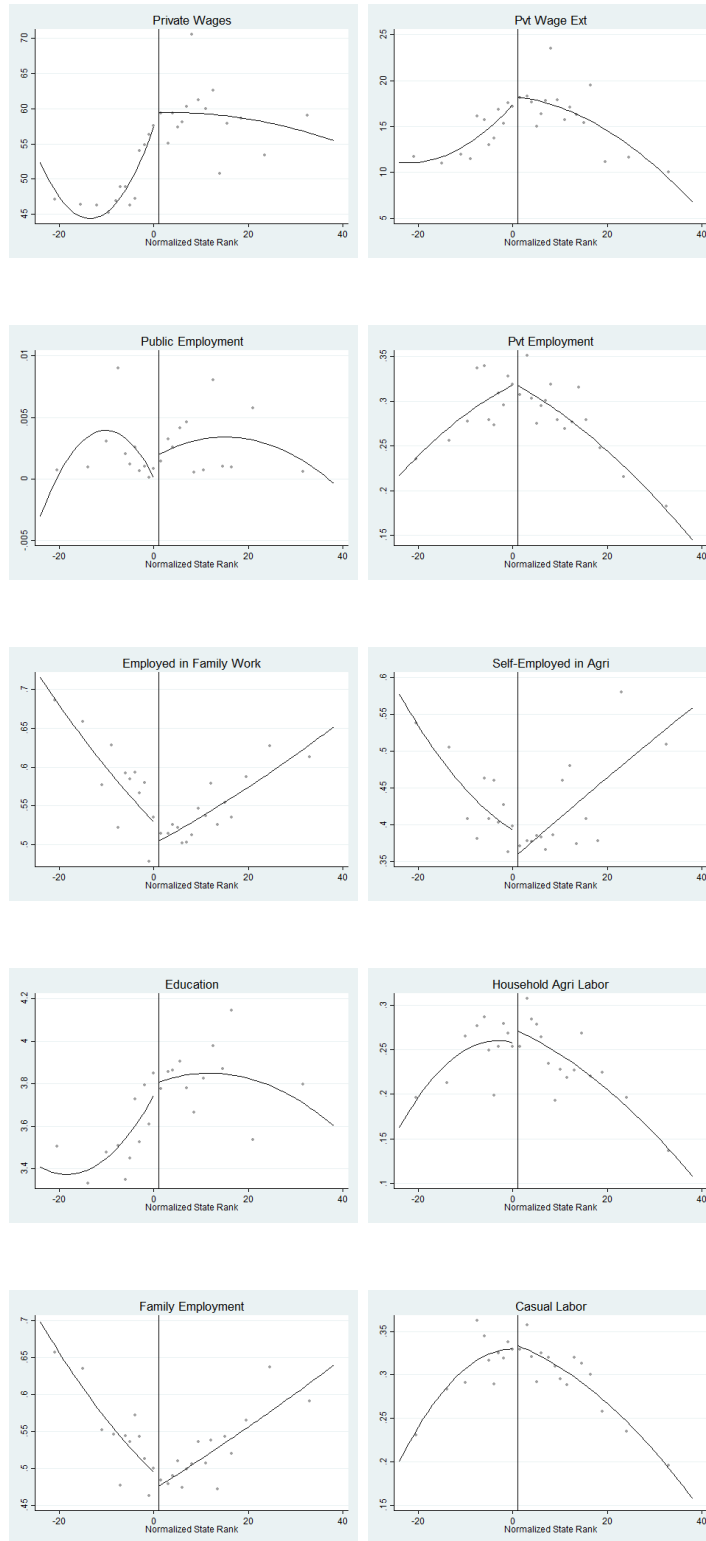 Private Wages
70
65
60
55
50
45
-20 0 20 40
Normalized State Rank
Pvt Wage Ext
25
20
15
10
5
-20 0 20 40
Normalized State Rank
Public Employment
.01
.005
0
-.005
-20 0 20 40
Normalized State Rank
Pvt Employment
.35
.3
.25
.2
.15
-20 0 20 40
Normalized State Rank
Employed in Family Work
.7
.65
.6
.55
.5
-20 0 20 40
Normalized State Rank
Self-Employed in Agri
.6
.55
.5
.45
.4
.35
-20 0 20 40
Normalized State Rank
Education
4.2
4
3.8
3.6
3.4
-20 0 20 40
Normalized State Rank
Household Agri Labor
.3
.25
.2
.15
.1
-20 0 20 40
Normalized State Rank
Family Employment
.7
.65
.6
.55
.5
.45
-20 0 20 40
Normalized State Rank
Casual Labor
.35
.3
.25
.2
.15
-20 0 20 40
Normalized State Rank